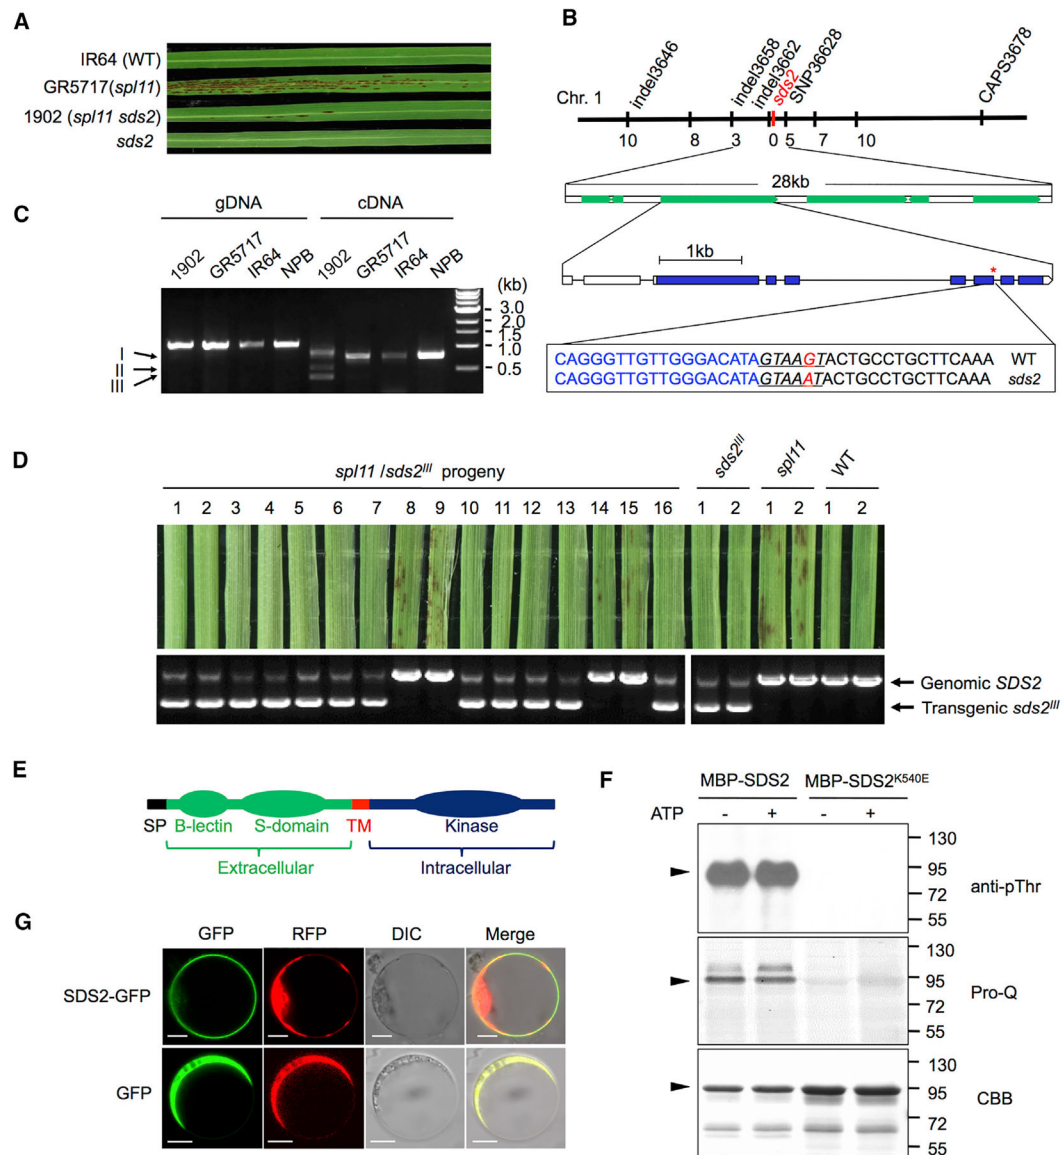 A
IR64 (WT)
GR5717(spl11)
1902 (spl11 sds2)
sds2
B
Chr. 1
indel3646
indel3658
indel3662
sds2
SNP36628
CAPS3678
10 8 3 0 5 7 10
28kb
1kb
*
CAGGGTTGTTGGGACATAGTAAGTACTGCCTGCTTCAAA WT
CAGGGTTGTTGGGACATAGTAAATACTGCCTGCTTCAAA sds2
C
gDNA cDNA
1902 GR5717 IR64 NPB 1902 GR5717 IR64 NPB
(kb)
3.0
2.0
1.5
1.0
0.5
I
II
III
D
spl11 /sds2III progeny
sds2III
spl11
WT
1 2 3 4 5 6 7 8 9 10 11 12 13 14 15 16 1 2 1 2 1 2
Genomic SDS2
Transgenic sds2III
E
SP B-lectin S-domain TM Kinase
Extracellular Intracellular
F
MBP-SDS2 MBP-SDS2K540E
ATP - + - +
130
95
72
55
anti-pThr
130
95
72
55
Pro-Q
130
95
72
55
CBB
G
GFP RFP DIC Merge
SDS2-GFP
GFP